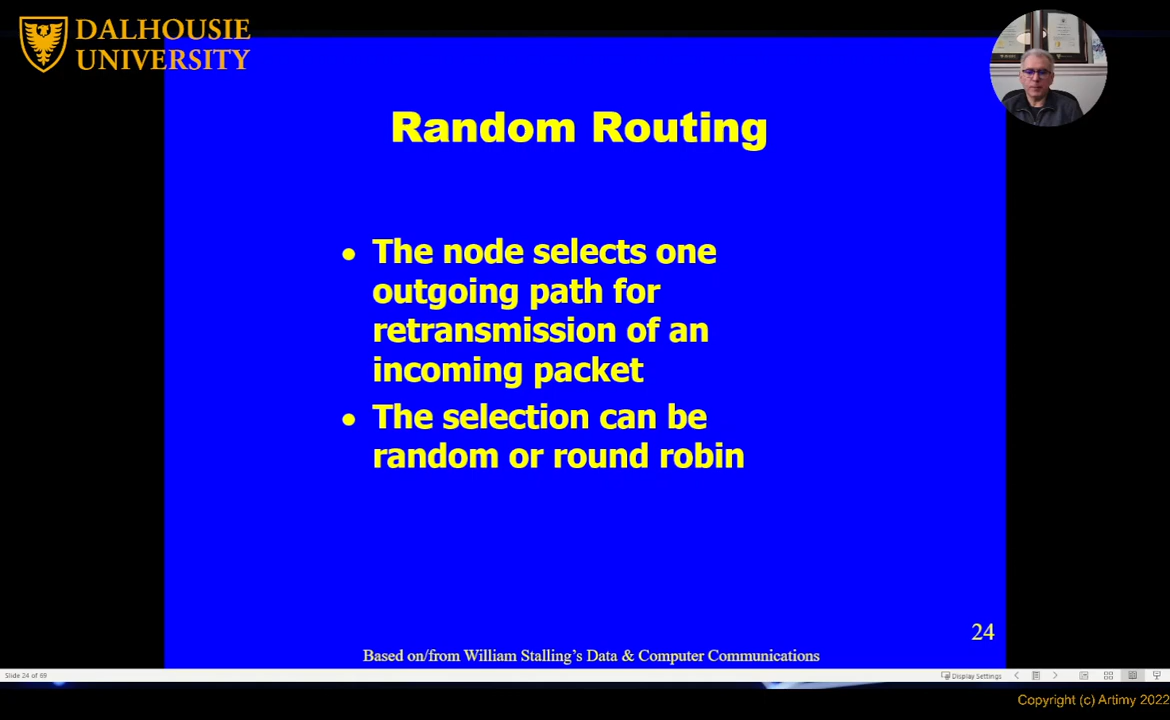 DALHOUSIE
UNIVERSITY
Random Routing
• The node selects one
outgoing path for
retransmission of an
incoming packet
• The selection can be
random or round robin
24
Based on/from William Stalling's Data & Computer Communications
Slide 24 of 69
Display Settings
Copyright (c) Artimy 2022